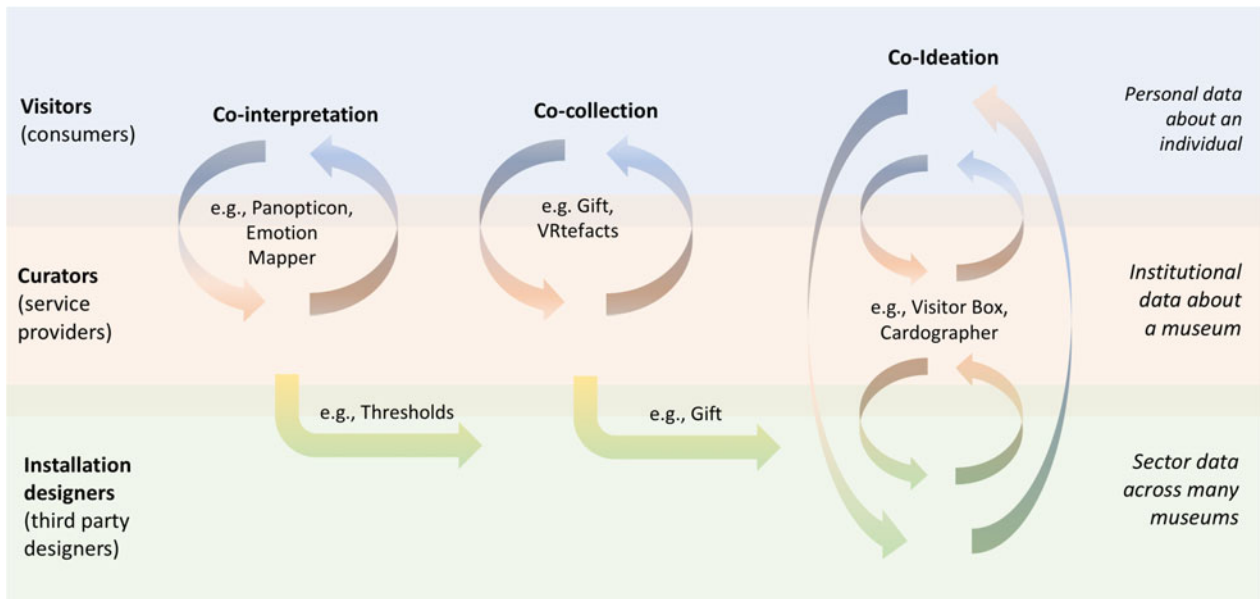 Co-Ideation
Visitors
(consumers)
Co-interpretation
Co-collection
Personal data
about an
individual
e.g., Panopticon,
Emotion
Mapper
e.g. Gift,
VRtefacts
Curators
(service
providers)
e.g., Visitor Box,
Cardographer
Institutional
data about
a museum
e.g., Thresholds
e.g., Gift
Installation
designers
(third party
designers)
Sector data
across many
museums